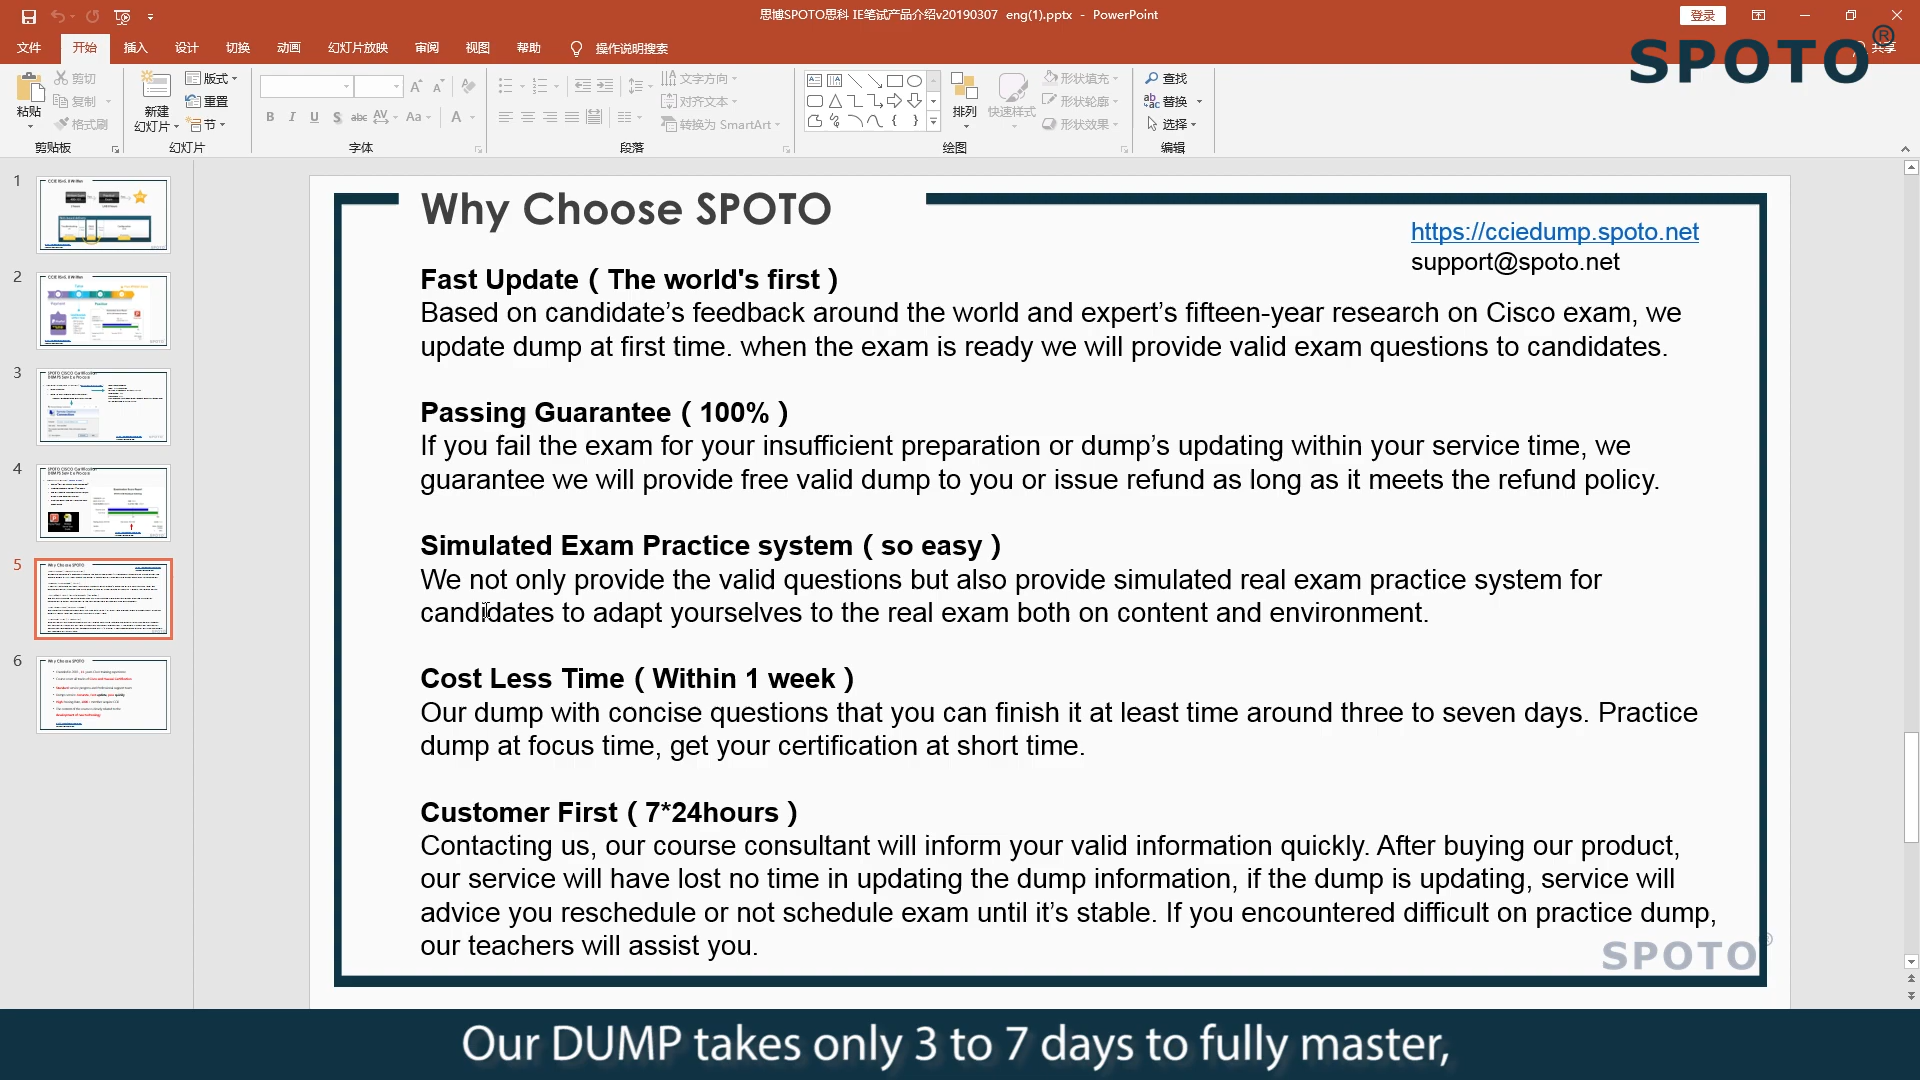 思博SPOTO思科 IE笔试产品介绍v20190307 eng(1).pptx - PowerPoint
登录
文件 开始 插入 设计 切换 动画 幻灯片放映 审阅 视图 帮助 操作说明搜索 共享
SPOTO®
粘贴
剪切
复制
格式刷
剪贴板
新建
幻灯片
版式
重置
节
幻灯片
B I U S abc AV Aa A
字体
文字方向
对齐文本
转换为 SmartArt
段落
排列
快速样式
形状填充
形状轮廓
形状效果
绘图
查找
替换
选择
编辑
1
2
3
4
5
6
Why Choose SPOTO
https://cciedump.spoto.net
support@spoto.net
Fast Update ( The world's first )
Based on candidate’s feedback around the world and expert’s fifteen-year research on Cisco exam, we
update dump at first time. when the exam is ready we will provide valid exam questions to candidates.
Passing Guarantee ( 100% )
If you fail the exam for your insufficient preparation or dump’s updating within your service time, we
guarantee we will provide free valid dump to you or issue refund as long as it meets the refund policy.
Simulated Exam Practice system ( so easy )
We not only provide the valid questions but also provide simulated real exam practice system for
candidates to adapt yourselves to the real exam both on content and environment.
Cost Less Time ( Within 1 week )
Our dump with concise questions that you can finish it at least time around three to seven days. Practice
dump at focus time, get your certification at short time.
Customer First ( 7*24hours )
Contacting us, our course consultant will inform your valid information quickly. After buying our product,
our service will have lost no time in updating the dump information, if the dump is updating, service will
advice you reschedule or not schedule exam until it’s stable. If you encountered difficult on practice dump,
our teachers will assist you.
SPOTO®
Our DUMP takes only 3 to 7 days to fully master,